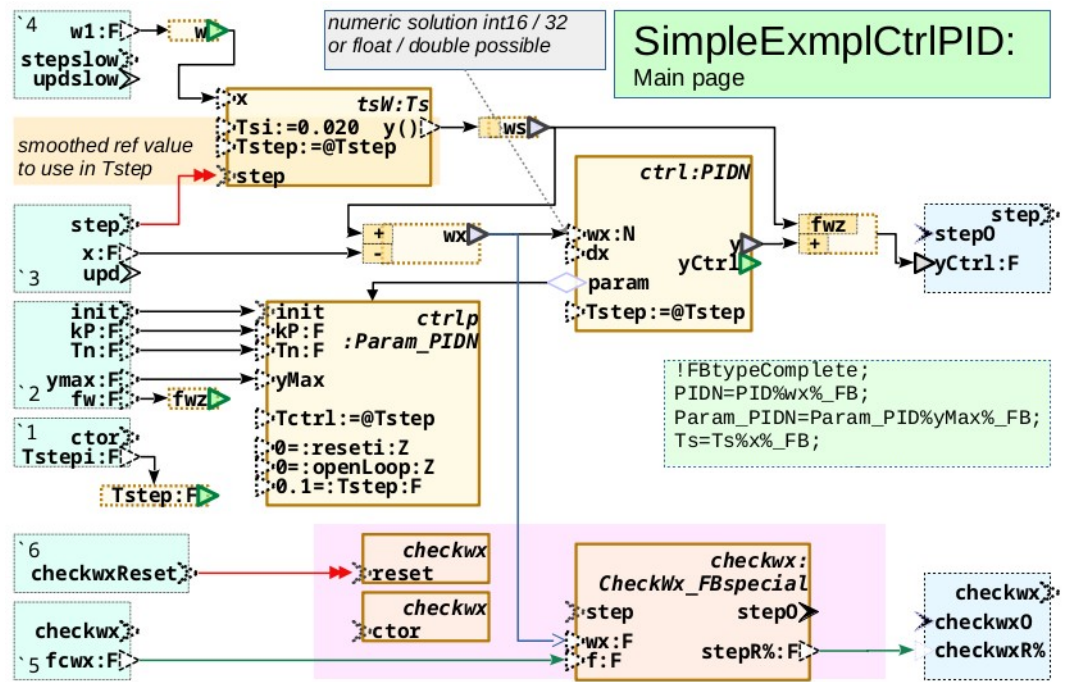 `4
w1:F
stepslow
updslow
w
numeric solution int16 / 32
or float / double possible
SimpleExmplCtrlPID:
Main page
x
tsW:Ts
Tsi:=0.020 y()
Tstep:=@Tstep
step
smoothed ref value
to use in Tstep
ws
step
x:F
upd
`3
+
-
wx
ctrl:PIDN
wx:N
dx
y
yCtrl
param
Tstep:=@Tstep
fwz
+
step
stepO
yCtrl:F
init
kP:F
Tn:F
ymax:F
`2
fw:F
fwz
init
ctrlp
kP:F
:Param_PIDN
Tn:F
yMax
Tctrl:=@Tstep
0=:reseti:Z
0=:openLoop:Z
0.1=:Tstep:F
`1
ctor
Tstepi:F
Tstep:F
!FBtypeComplete;
PIDN=PID%wx%_FB;
Param_PIDN=Param_PID%yMax%_FB;
Ts=Ts%x%_FB;
`6
checkwxReset
checkwx
reset
checkwx
ctor
checkwx:
CheckWx_FBspecial
step
stepO
wx:F
f:F
stepR%:F
checkwx
`5
fcwx:F
checkwx
checkwxO
checkwxR%